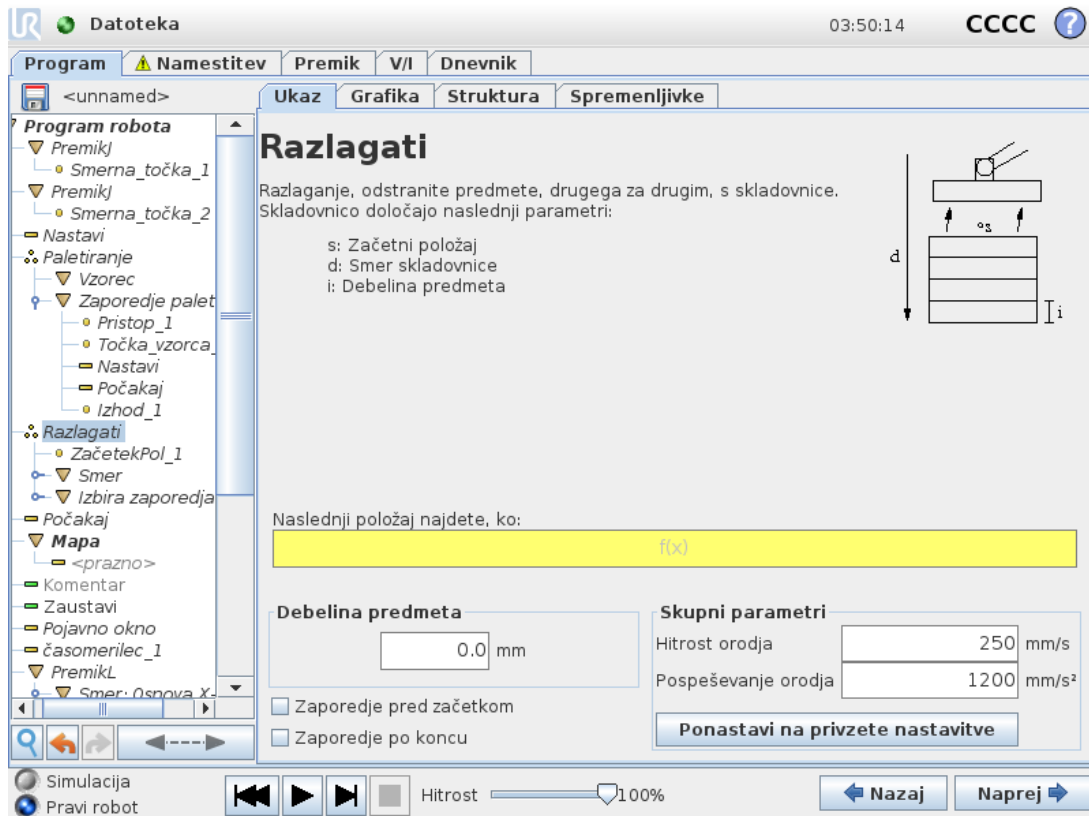 UR Datoteka 03:50:14 CCCC ?
Program Namestitev Premik V/I Dnevnik
<unnamed>
Ukaz Grafika Struktura Spremenljivke
Program robota
PremikJ
Smerna_točka_1
PremikJ
Smerna_točka_2
Nastavi
Paletiranje
Vzorec
Zaporedje palet
Pristop_1
Točka_vzorca_
Nastavi
Počakaj
Izhod_1
Razlagati
ZačetekPol_1
Smer
Izbira zaporedja
Počakaj
Mapa
<prazno>
Komentar
Zaustavi
Pojavno okno
časomerilec_1
PremikL
Smer: Osnova X-
Razlagati
Razlaganje, odstranite predmete, drugega za drugim, s skladovnice.
Skladovnico določajo naslednji parametri:
s: Začetni položaj
d: Smer skladovnice
i: Debelina predmeta
s
d
i
Naslednji položaj najdete, ko:
f(x)
Debelina predmeta
0.0 mm
Zaporedje pred začetkom
Zaporedje po koncu
Skupni parametri
Hitrost orodja 250 mm/s
Pospeševanje orodja 1200 mm/s²
Ponastavi na privzete nastavitve
Simulacija
Pravi robot
Hitrost 100%
Nazaj Naprej